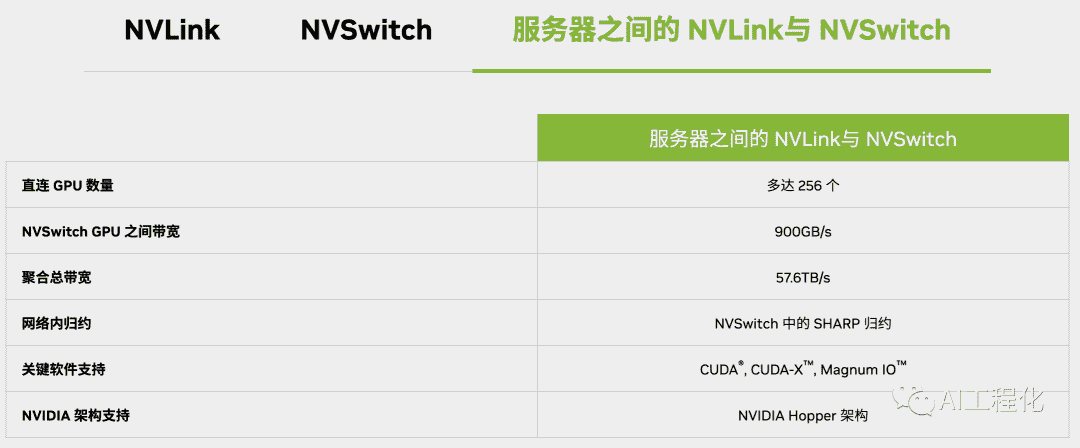 NVLink NVSwitch 服务器之间的 NVLink与 NVSwitch
服务器之间的 NVLink与 NVSwitch
直连 GPU 数量 多达 256 个
NVSwitch GPU 之间带宽 900GB/s
聚合总带宽 57.6TB/s
网络内归约 NVSwitch 中的 SHARP 归约
关键软件支持 CUDA®, CUDA-X™, Magnum IO™
NVIDIA 架构支持 NVIDIA Hopper 架构
AI工程化